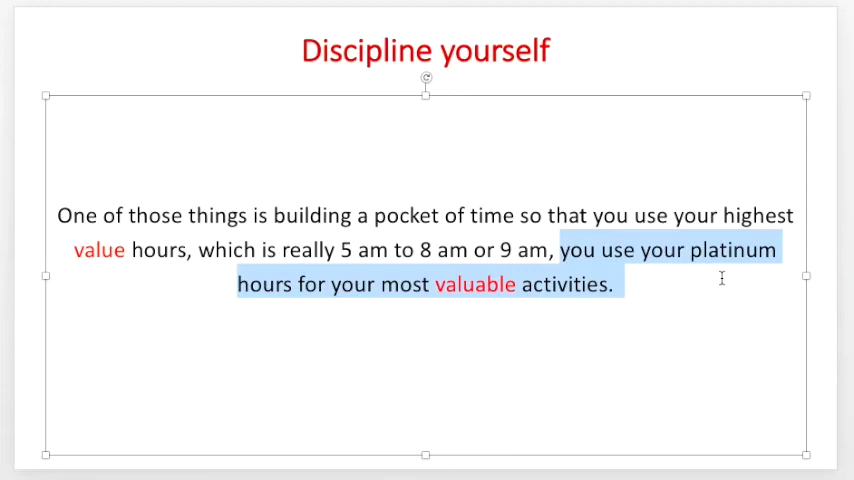 Discipline yourself
One of those things is building a pocket of time so that you use your highest
value hours, which is really 5 am to 8 am or 9 am, you use your platinum
hours for your most valuable activities.